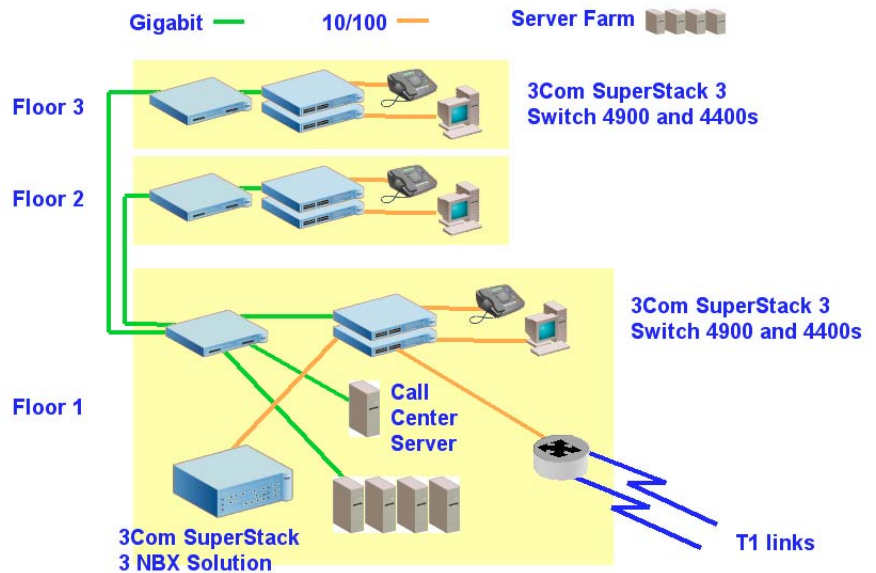 Gigabit
10/100
Server Farm
Floor 3
3Com SuperStack 3
Switch 4900 and 4400s
Floor 2
3Com SuperStack 3
Switch 4900 and 4400s
Floor 1
Call
Center
Server
3Com SuperStack
3 NBX Solution
T1 links